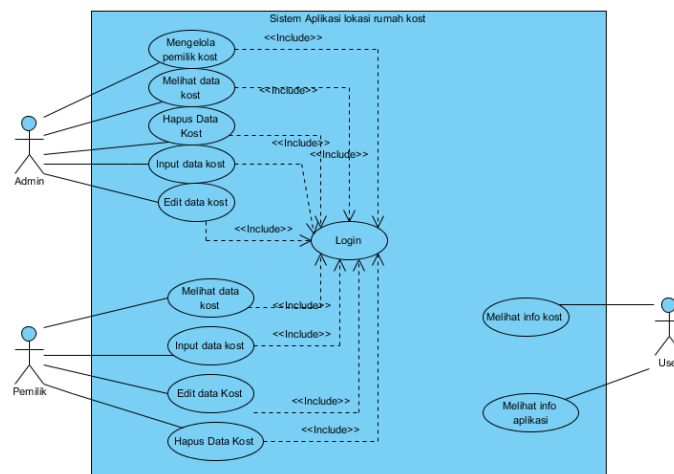 Sistem Aplikasi lokasi rumah kost
Mengelola
pemilik kost
<<Include>>
Melihat data
kost
<<Include>>
Hapus Data
Kost
<<Include>>
Input data kost
<<Include>>
Admin
Edit data kost
<<Include>>
Login
Melihat data
kost
<<Include>>
Input data kost
<<Include>>
Pemilik
Edit data Kost
<<Include>>
Hapus Data Kost
<<Include>>
Melihat info kost
Use
Melihat info
aplikasi